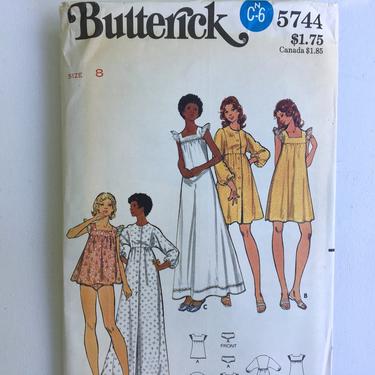 Butterick
N
C-6
5744
$1.75
Canada $1.85
SIZE 8
C
B
FRONT
A
A